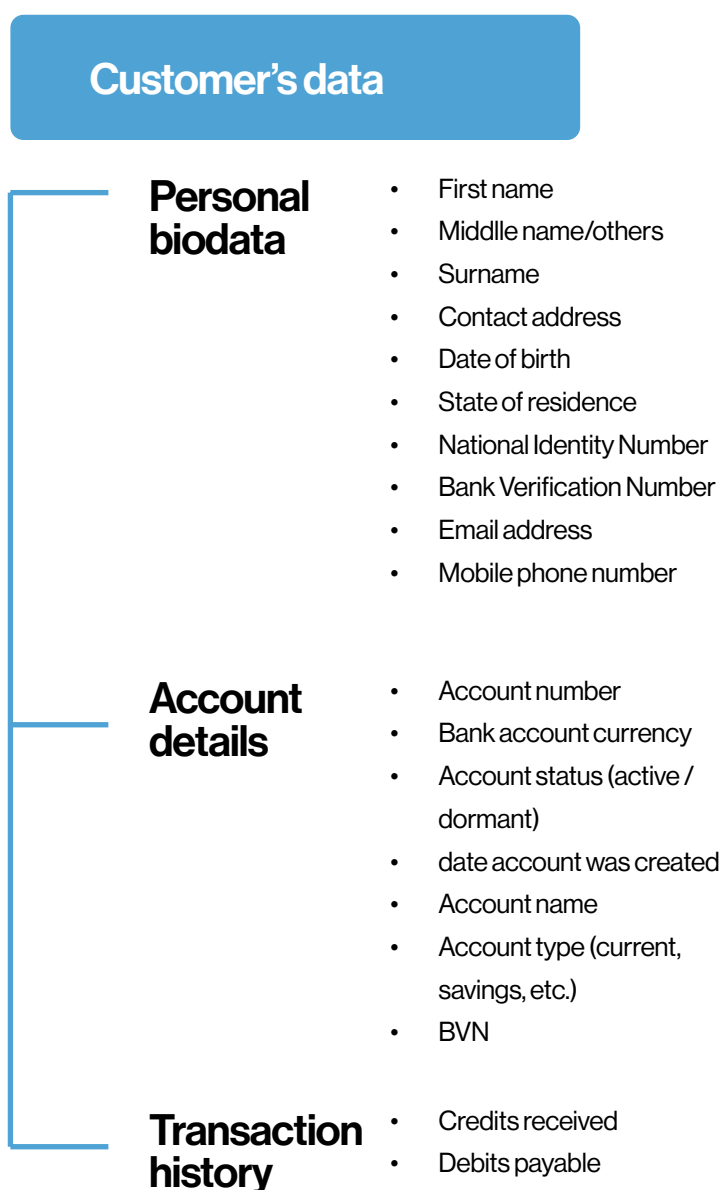 Customer's data
Personal
biodata
• First name
• Middlle name/others
• Surname
• Contact address
• Date of birth
• State of residence
• National Identity Number
• Bank Verification Number
• Email address
• Mobile phone number
Account
details
• Account number
• Bank account currency
• Account status (active /
dormant)
• date account was created
• Account name
• Account type (current,
savings, etc.)
• BVN
Transaction
history
• Credits received
• Debits payable